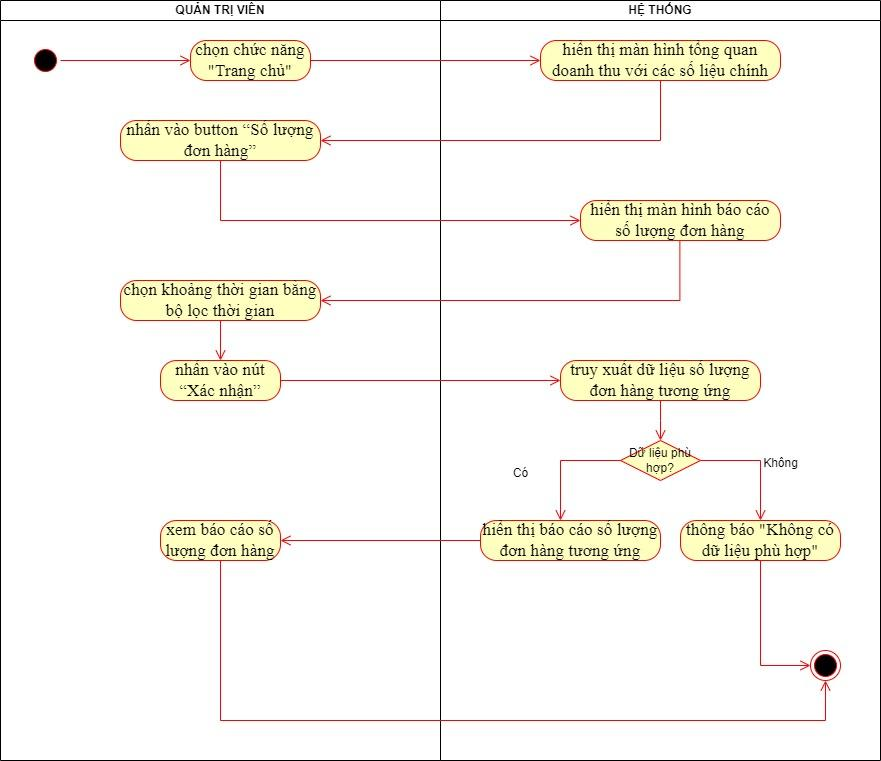 QUẢN TRỊ VIÊN
HỆ THỐNG
chọn chức năng
"Trang chủ"
hiển thị màn hình tổng quan
doanh thu với các số liệu chính
nhấn vào button “Số lượng
đơn hàng”
hiển thị màn hình báo cáo
số lượng đơn hàng
chọn khoảng thời gian bằng
bộ lọc thời gian
nhấn vào nút
“Xác nhận”
truy xuất dữ liệu số lượng
đơn hàng tương ứng
Dữ liệu phù
hợp?
Có
Không
xem báo cáo số
lượng đơn hàng
hiển thị báo cáo số lượng
đơn hàng tương ứng
thông báo "Không có
dữ liệu phù hợp"